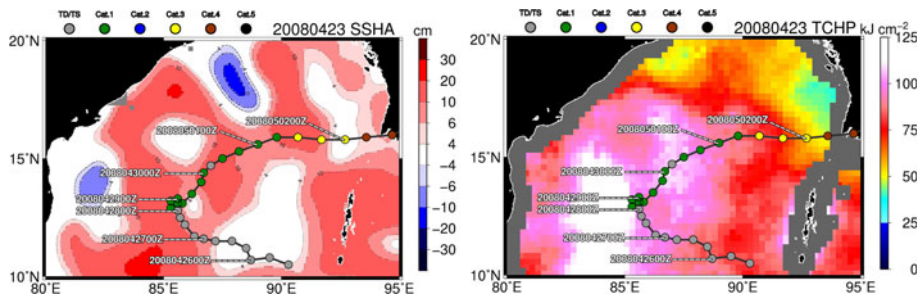 TD/TS Cat.1 Cat.2 Cat.3 Cat.4 Cat.5
20080423 SSHA
cm
20°N
15°N
10°N
80°E 85°E 90°E 95°E
30
20
10
6
4
-4
-6
-10
-20
-30
2008050100Z
2008050200Z
2008043000Z
2008042900Z
2008042800Z
2008042700Z
2008042600Z
TD/TS Cat.1 Cat.2 Cat.3 Cat.4 Cat.5
20080423 TCHP
kJ cm⁻²
20°N
15°N
10°N
80°E 85°E 90°E 95°E
125
100
75
50
25
0
2008050100Z
2008050200Z
2008043000Z
2008042900Z
2008042800Z
2008042700Z
2008042600Z